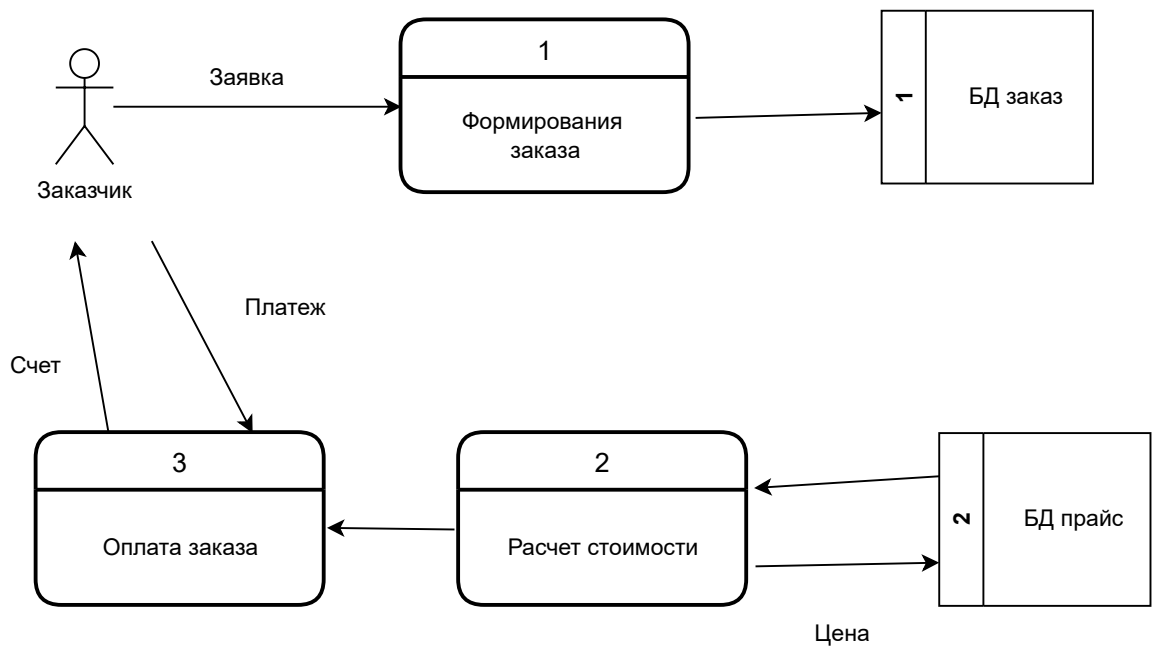 1
Заявка
1
БД заказ
Формирования
заказа
Заказчик
Платеж
Счет
3
2
2
БД прайс
Оплата заказа
Расчет стоимости
Цена